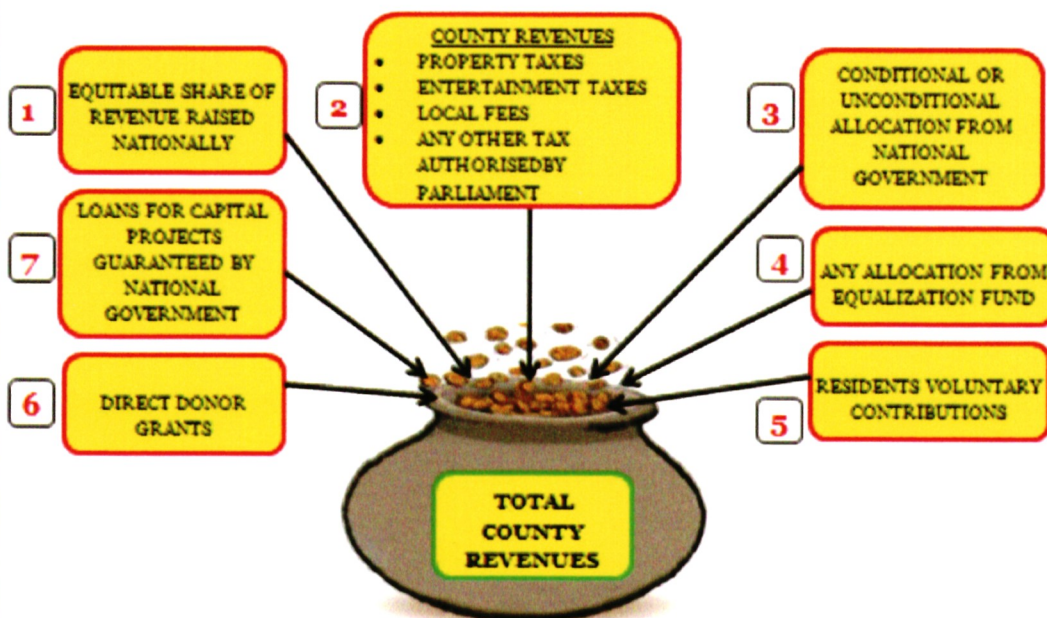 1
EQUITABLE SHARE OF
REVENUE RAISED
NATIONALLY
2
COUNTY REVENUES
• PROPERTY TAXES
• ENTERTAINMENT TAXES
• LOCAL FEES
• ANY OTHER TAX
AUTHORISEDBY
PARLIAMENT
3
CONDITIONAL OR
UNCONDITIONAL
ALLOCATION FROM
NATIONAL
GOVERNMENT
4
ANY ALLOCATION FROM
EQUALIZATION FUND
5
RESIDENTS VOLUNTARY
CONTRIBUTIONS
6
DIRECT DONOR
GRANTS
7
LOANS FOR CAPITAL
PROJECTS
GUARANTEED BY
NATIONAL
GOVERNMENT
TOTAL
COUNTY
REVENUES